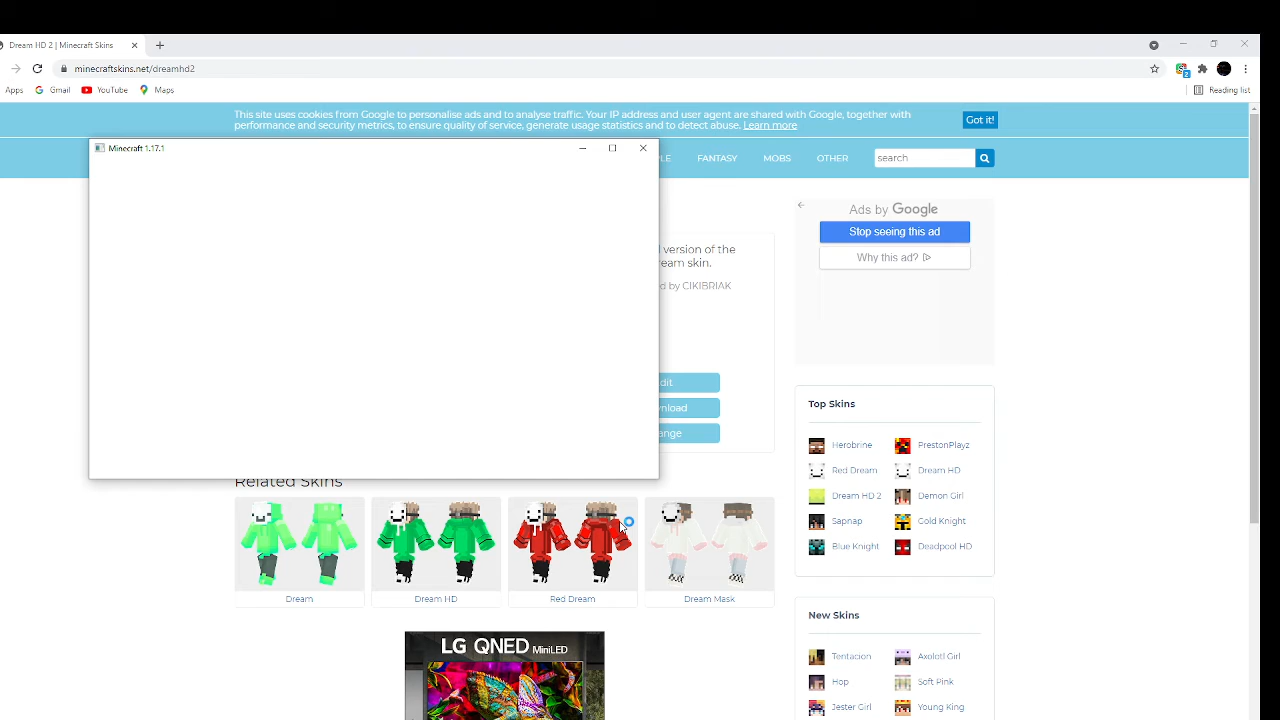 Dream HD 2 | Minecraft Skins
minecraftskins.net/dreamhd2
Apps Gmail YouTube Maps Reading list
This site uses cookies from Google to personalise ads and to analyse traffic. Your IP address and user agent are shared with Google, together with
performance and security metrics, to ensure quality of service, generate usage statistics and to detect abuse. Learn more
Got it!
Minecraft 1.17.1
FANTASY MOBS OTHER search
version of the
skin.
by CIKIBRIAK
Ads by Google
Stop seeing this ad
Why this ad?
Related Skins
Dream
Dream HD
Red Dream
Dream Mask
LG QNED MiniLED
Top Skins
Herobrine PrestonPlayz
Red Dream Dream HD
Dream HD 2 Demon Girl
Sapnap Cold Knight
Blue Knight Deadpool HD
New Skins
Tentacion Axolotl Girl
Hop Soft Pink
Jester Girl Young King